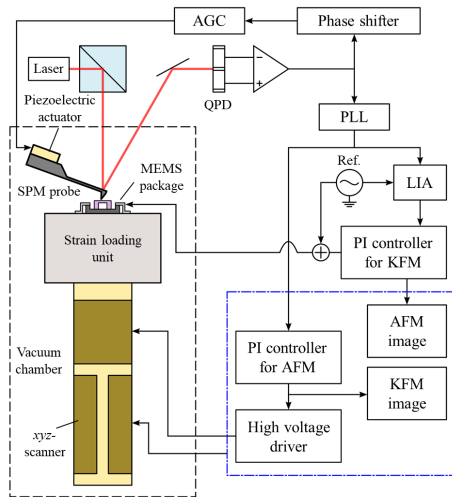 AGC
Phase shifter
Laser
Piezoelectric
actuator
QPD
−
+
PLL
SPM probe
MEMS
package
Ref.
LIA
Strain loading
unit
+
PI controller
for KFM
AFM
image
Vacuum
chamber
PI controller
for AFM
KFM
image
xyz-
scanner
High voltage
driver